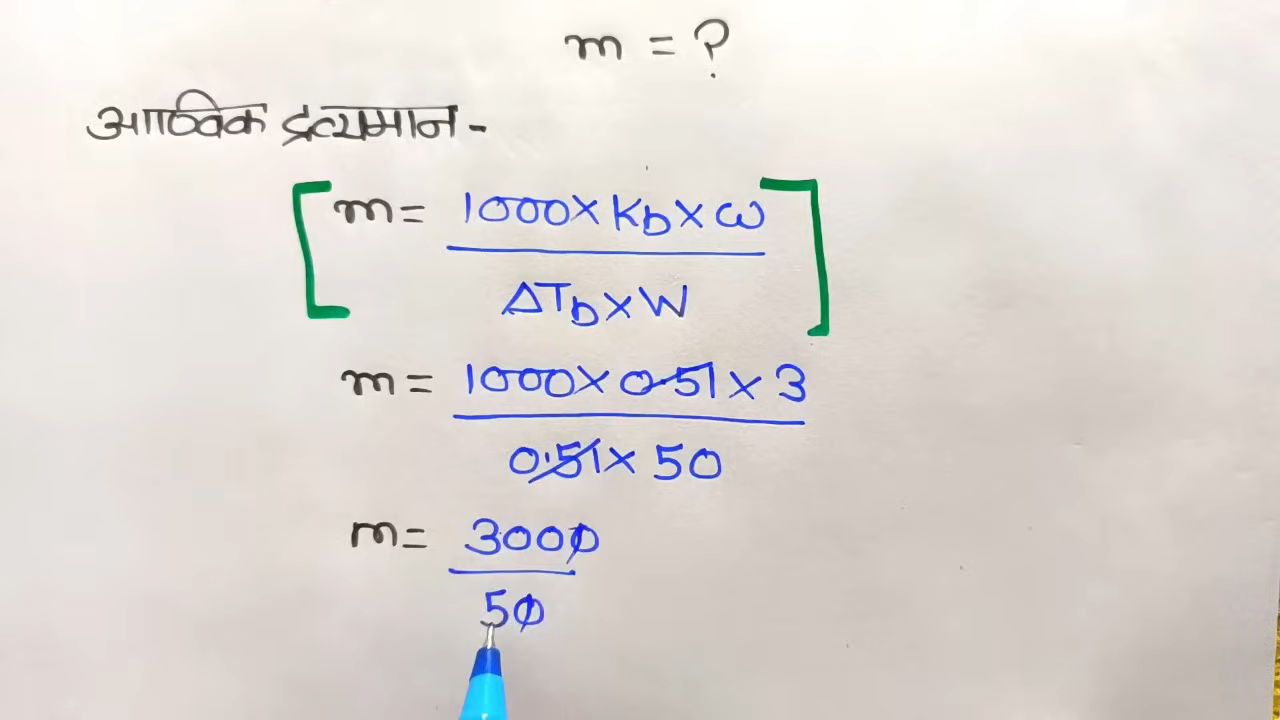 m = ?
आण्विक द्रव्यमान -
m = 1000 × Kb × w
ΔTb × W
m = 1000 × 0.51 × 3
0.51 × 50
m = 3000
50